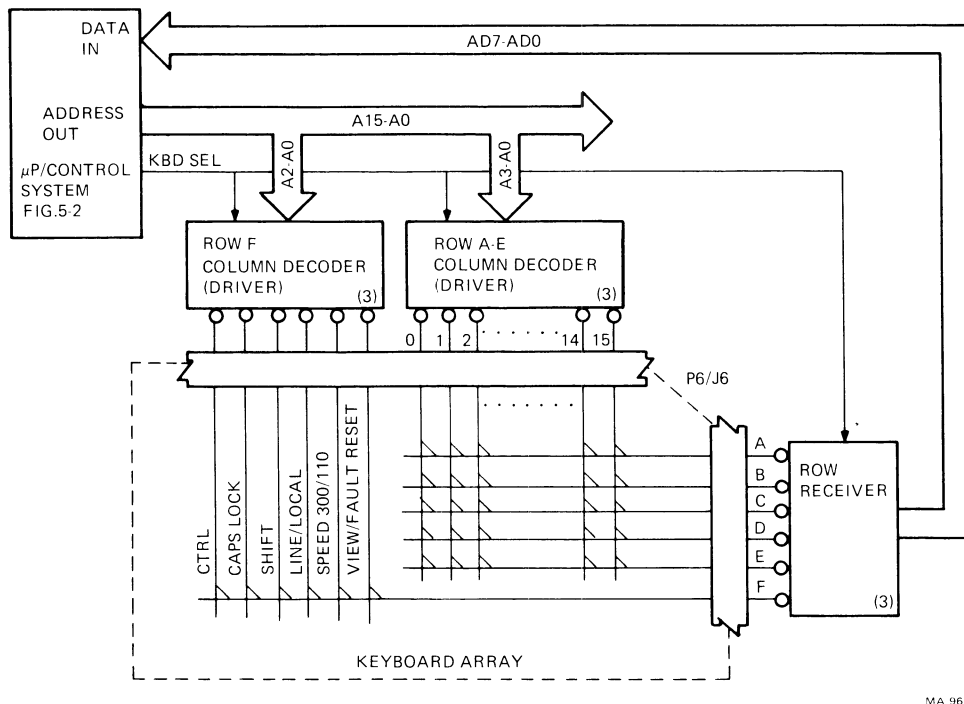 DATA
IN
AD7-AD0
ADDRESS
OUT
A15-A0
μP/CONTROL
SYSTEM
FIG.5-2
KBD SEL
A2-A0
A3-A0
ROW F
COLUMN DECODER
(DRIVER)
(3)
ROW A-E
COLUMN DECODER
(DRIVER)
(3)
0 1 2 . . . . . . . 14 15
P6/J6
. . . . . . . . .
CTRL
CAPS LOCK
SHIFT
LINE/LOCAL
SPEED 300/110
VIEW/FAULT RESET
A
B
C
D
E
F
ROW
RECEIVER
(3)
KEYBOARD ARRAY